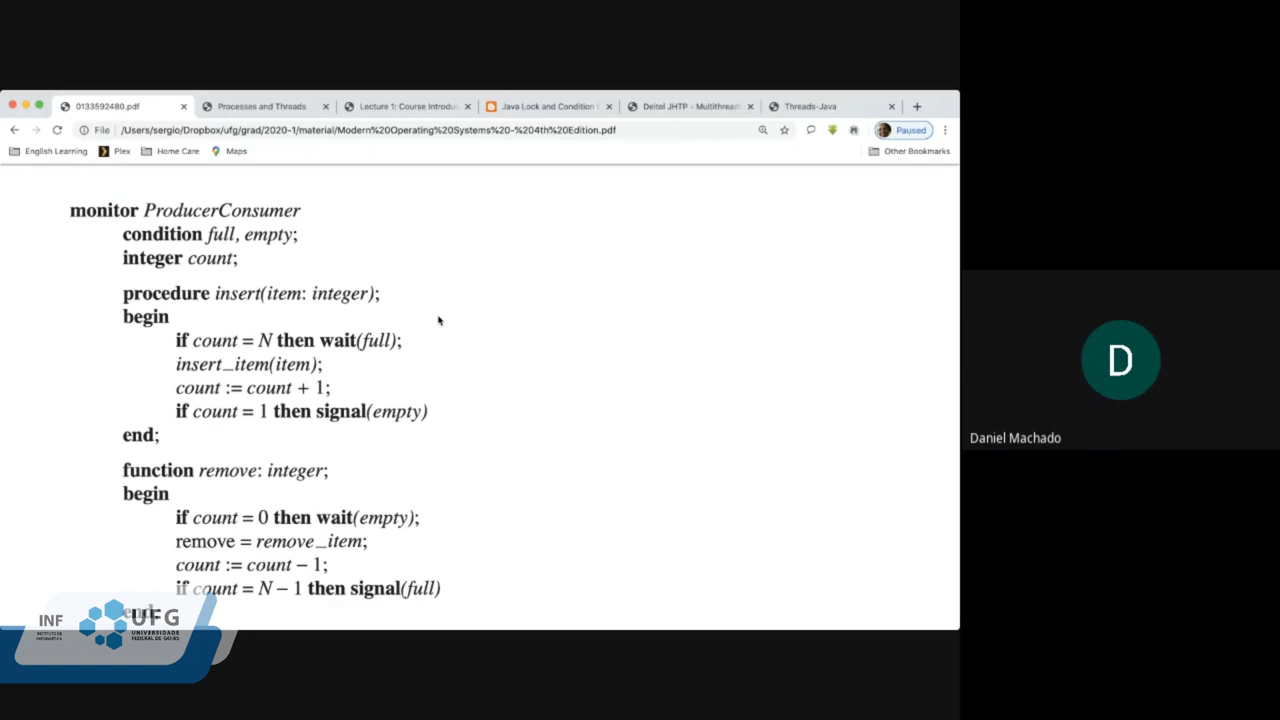 0133592480.pdf
Processes and Threads
Lecture 1: Course Introduc
Java Lock and Condition
Deitel JHTP - Multithread
Threads-Java
File
/Users/sergio/Dropbox/ufg/grad/2020-1/material/Modern%20Operating%20Systems%20-%204th%20Edition.pdf
Paused
English Learning
Plex
Home Care
Maps
Other Bookmarks
monitor ProducerConsumer
condition full, empty;
integer count;
procedure insert(item: integer);
begin
if count = N then wait(full);
insert_item(item);
count := count + 1;
if count = 1 then signal(empty)
end;
function remove: integer;
begin
if count = 0 then wait(empty);
remove = remove_item;
count := count − 1;
if count = N − 1 then signal(full)
end;
INF
INSTITUTO DE
INFORMÁTICA
UFG
UNIVERSIDADE
FEDERAL DE GOIÁS
D
Daniel Machado